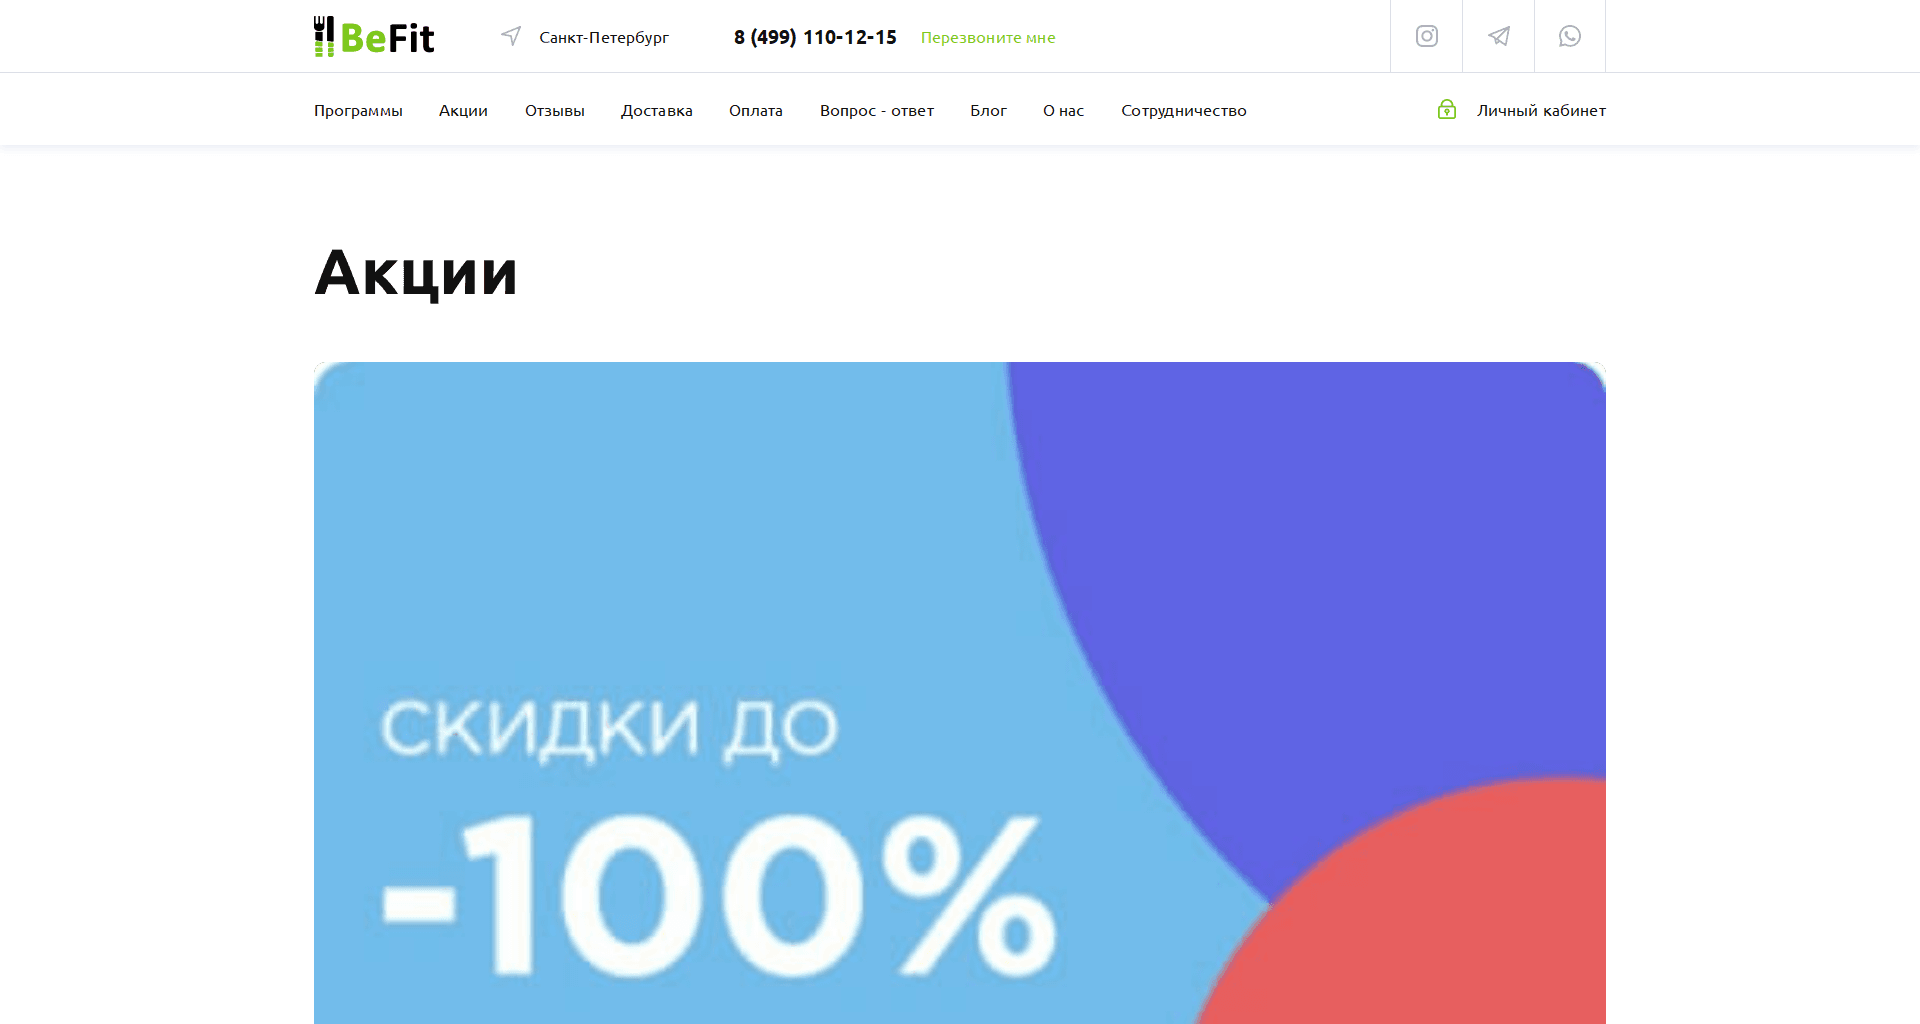 BeFit
Санкт-Петербург
8 (499) 110-12-15
Перезвоните мне
Программы
Акции
Отзывы
Доставка
Оплата
Вопрос - ответ
Блог
О нас
Сотрудничество
Личный кабинет
Акции
СКИДКИ ДО
-100%